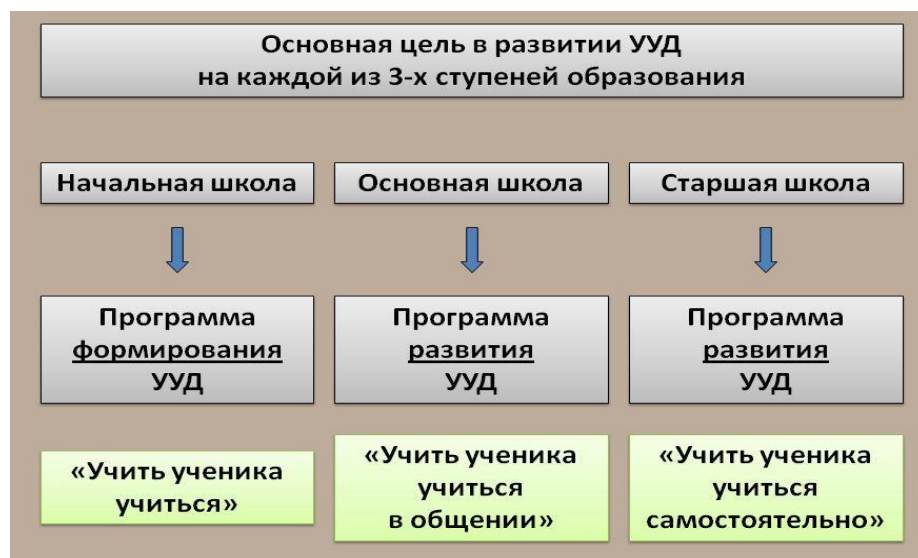 Основная цель в развитии УУД
на каждой из 3-х ступеней образования
Начальная школа
Основная школа
Старшая школа
Программа
формирования
УУД
Программа
развития
УУД
Программа
развития
УУД
«Учить ученика
учиться»
«Учить ученика
учиться
в общении»
«Учить ученика
учиться
самостоятельно»